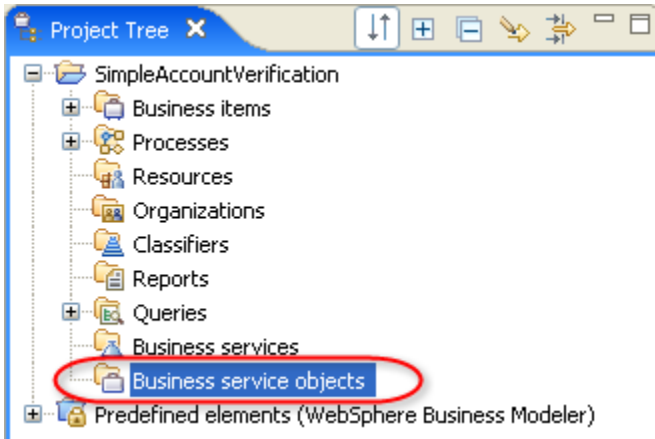 Project Tree
SimpleAccountVerification
Business items
Processes
Resources
Organizations
Classifiers
Reports
Queries
Business services
Business service objects
Predefined elements (WebSphere Business Modeler)